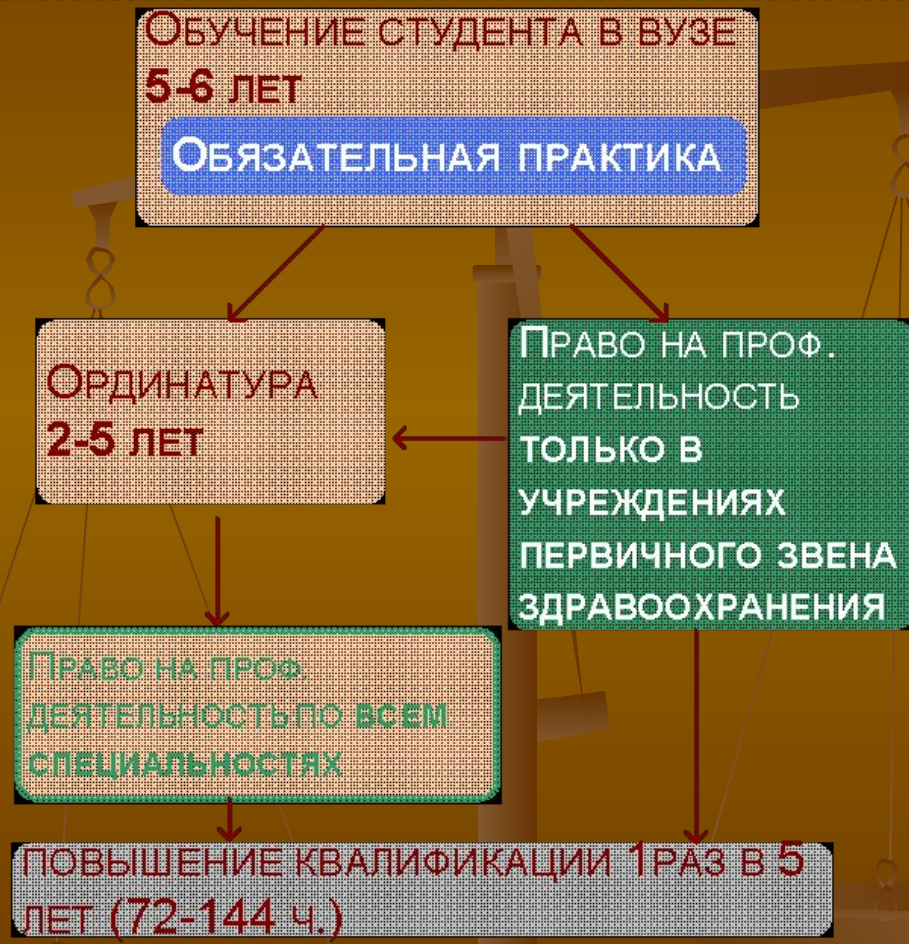 Обучение студента в вузе
5-6 лет
Обязательная практика
Ординатура
2-5 лет
Право на проф.
деятельность
только в
учреждениях
первичного звена
здравоохранения
Право на проф.
деятельность по всем
специальностях
повышение квалификации 1раз в 5
лет (72-144 ч.)